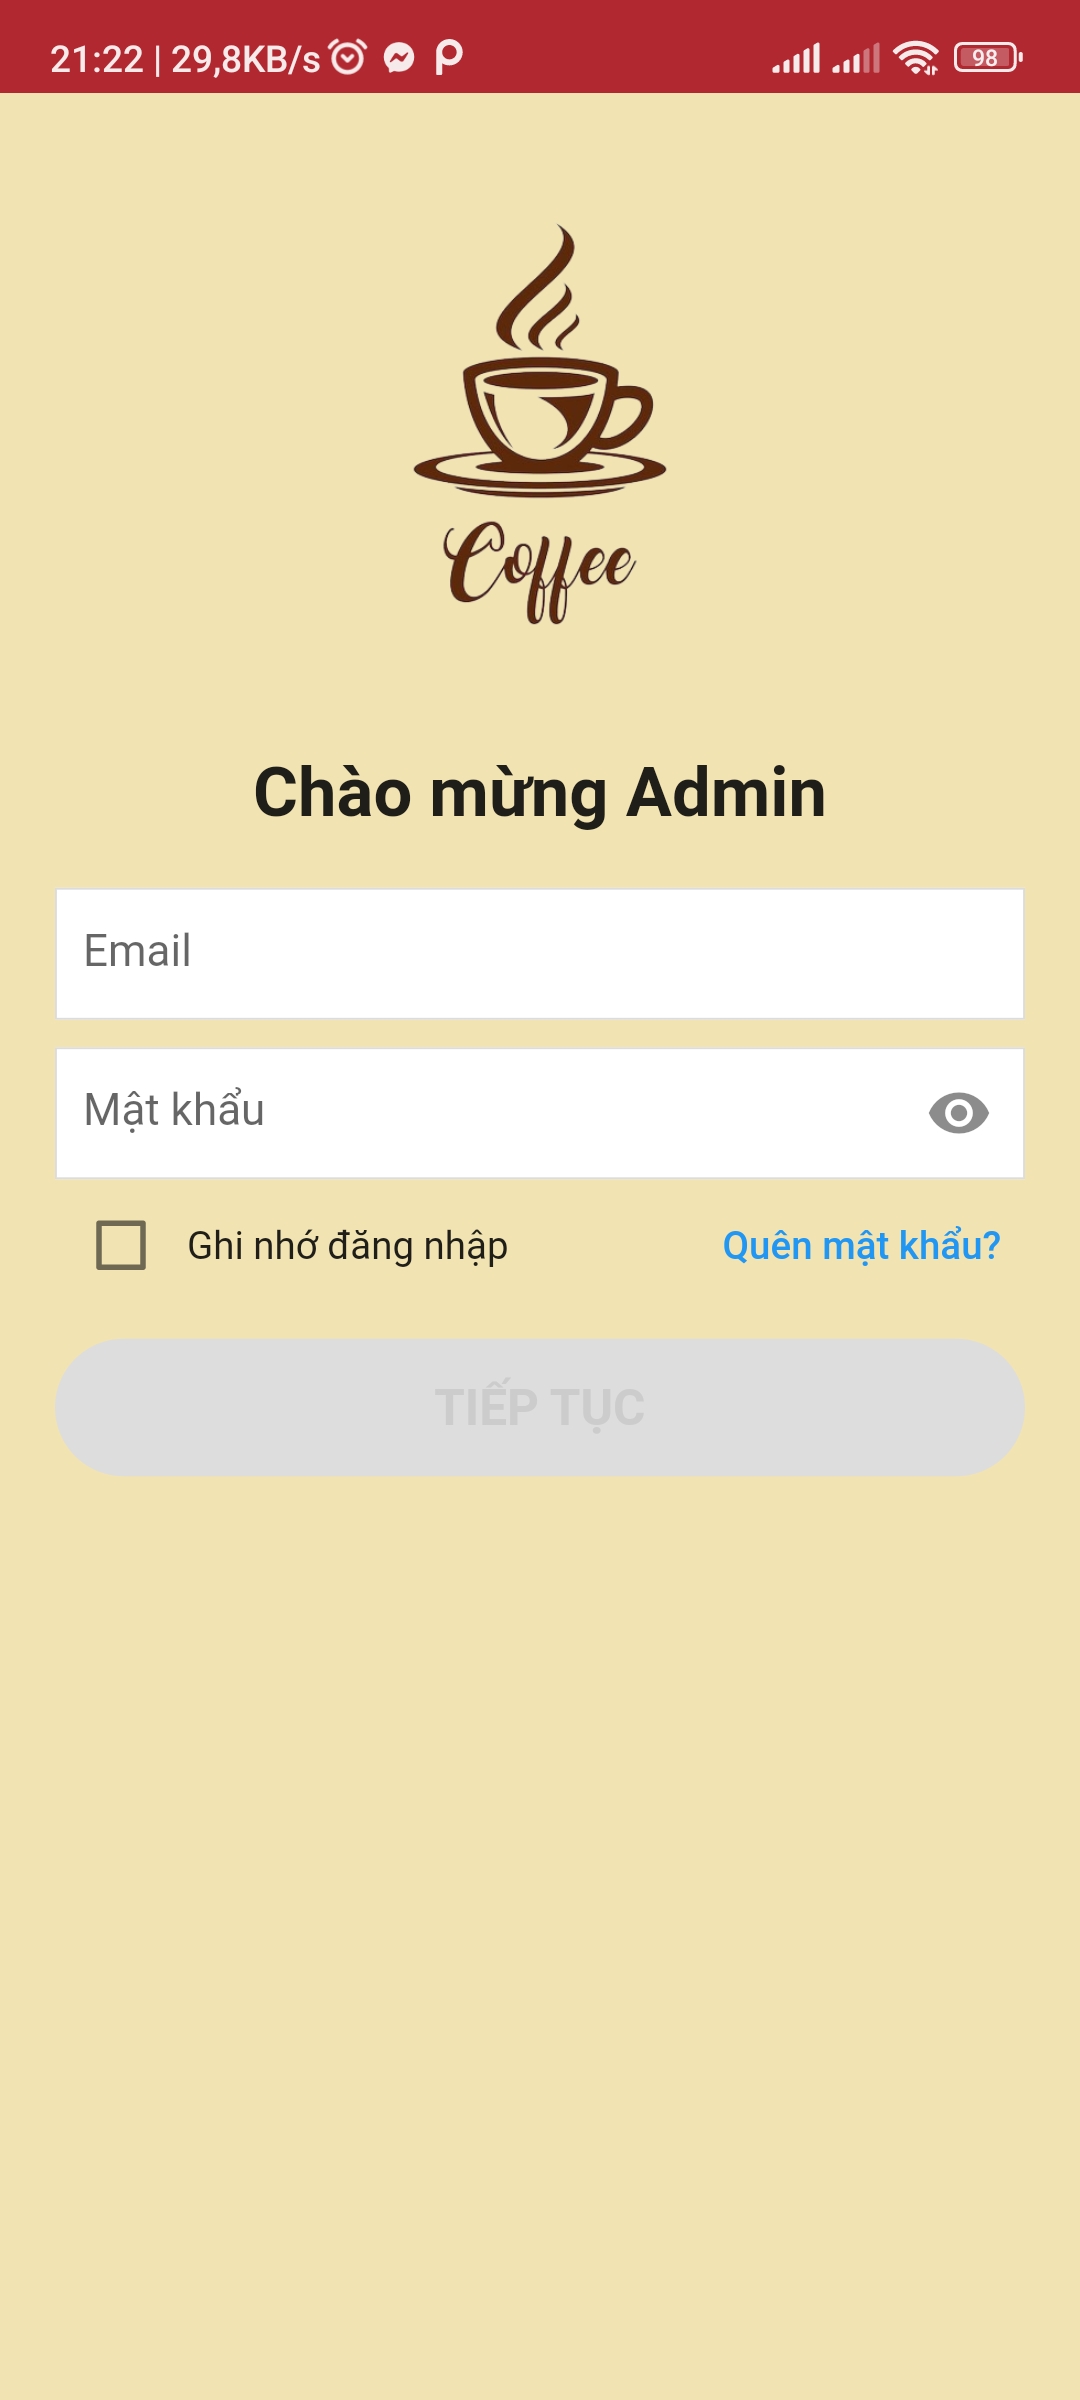 21:22 | 29,8KB/s 98
Coffee
Chào mừng Admin
Email
Mật khẩu
Ghi nhớ đăng nhập Quên mật khẩu?
TIẾP TỤC